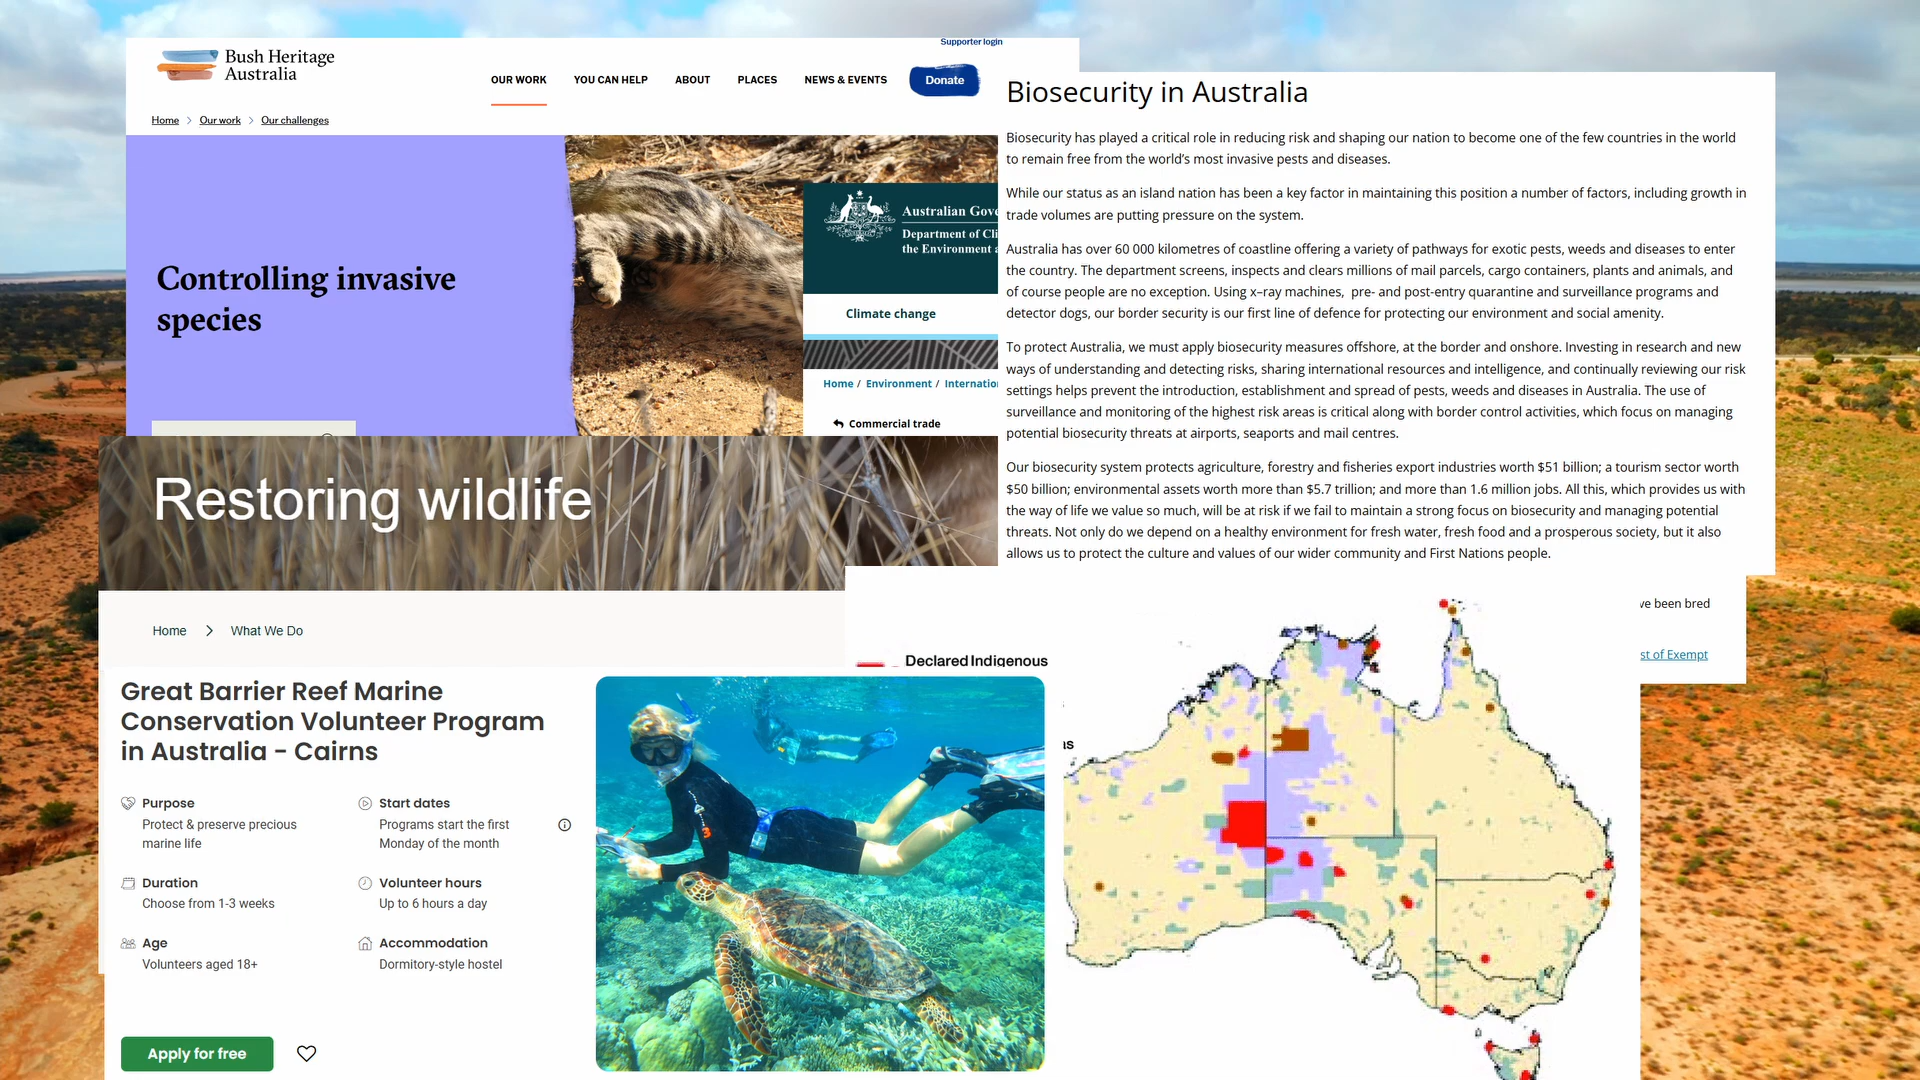 Supporter login
Bush Heritage
Australia
OUR WORK YOU CAN HELP ABOUT PLACES NEWS & EVENTS Donate
Home > Our work > Our challenges
Controlling invasive
species
Australian Gove
Department of Cli
the Environment a
Climate change
Home / Environment / Internatio
Commercial trade
Biosecurity in Australia
Biosecurity has played a critical role in reducing risk and shaping our nation to become one of the few countries in the world
to remain free from the world's most invasive pests and diseases.
While our status as an island nation has been a key factor in maintaining this position a number of factors, including growth in
trade volumes are putting pressure on the system.
Australia has over 60 000 kilometres of coastline offering a variety of pathways for exotic pests, weeds and diseases to enter
the country. The department screens, inspects and clears millions of mail parcels, cargo containers, plants and animals, and
of course people are no exception. Using x–ray machines, pre- and post-entry quarantine and surveillance programs and
detector dogs, our border security is our first line of defence for protecting our environment and social amenity.
To protect Australia, we must apply biosecurity measures offshore, at the border and onshore. Investing in research and new
ways of understanding and detecting risks, sharing international resources and intelligence, and continually reviewing our risk
settings helps prevent the introduction, establishment and spread of pests, weeds and diseases in Australia. The use of
surveillance and monitoring of the highest risk areas is critical along with border control activities, which focus on managing
potential biosecurity threats at airports, seaports and mail centres.
Our biosecurity system protects agriculture, forestry and fisheries export industries worth $51 billion; a tourism sector worth
$50 billion; environmental assets worth more than $5.7 trillion; and more than 1.6 million jobs. All this, which provides us with
the way of life we value so much, will be at risk if we fail to maintain a strong focus on biosecurity and managing potential
threats. Not only do we depend on a healthy environment for fresh water, fresh food and a prosperous society, but it also
allows us to protect the culture and values of our wider community and First Nations people.
Restoring wildlife
Home > What We Do
ve been bred
st of Exempt
Declared Indigenous
as
Great Barrier Reef Marine
Conservation Volunteer Program
in Australia - Cairns
Purpose
Protect & preserve precious
marine life
Start dates
Programs start the first
Monday of the month
Duration
Choose from 1-3 weeks
Volunteer hours
Up to 6 hours a day
Age
Volunteers aged 18+
Accommodation
Dormitory-style hostel
Apply for free